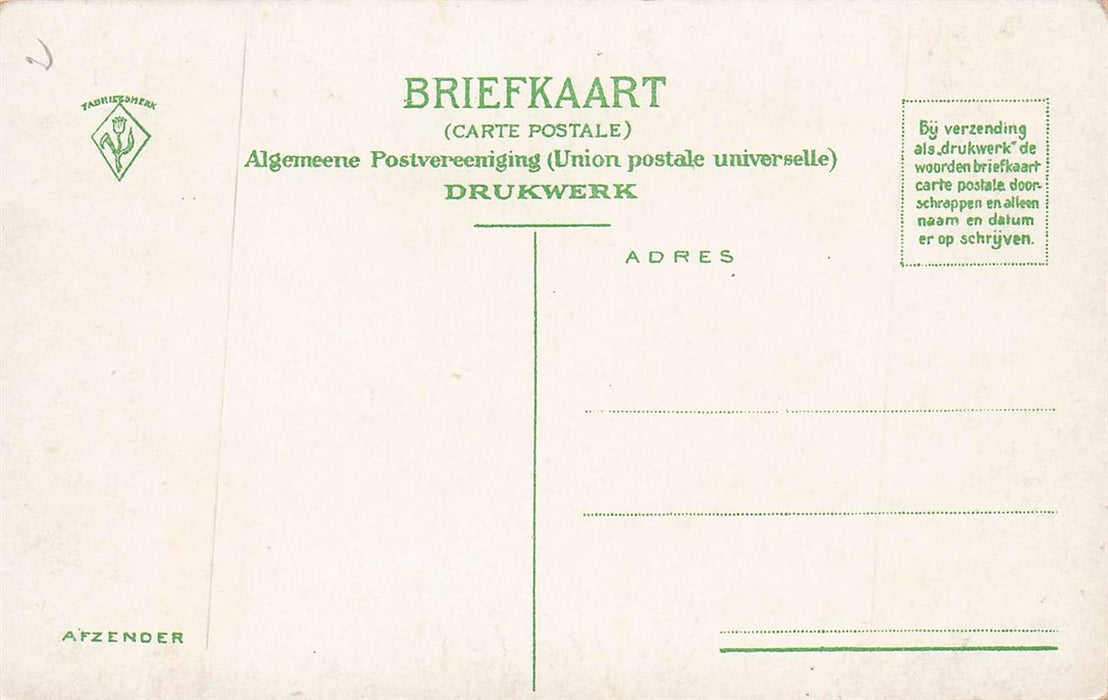 FABRIEKSMERK
BRIEFKAART
(CARTE POSTALE)
Algemeene Postvereeniging (Union postale universelle)
DRUKWERK
Bij verzending
als „drukwerk" de
woorden briefkaart
carte postale door-
schrappen en alleen
naam en datum
er op schrijven.
ADRES
AFZENDER